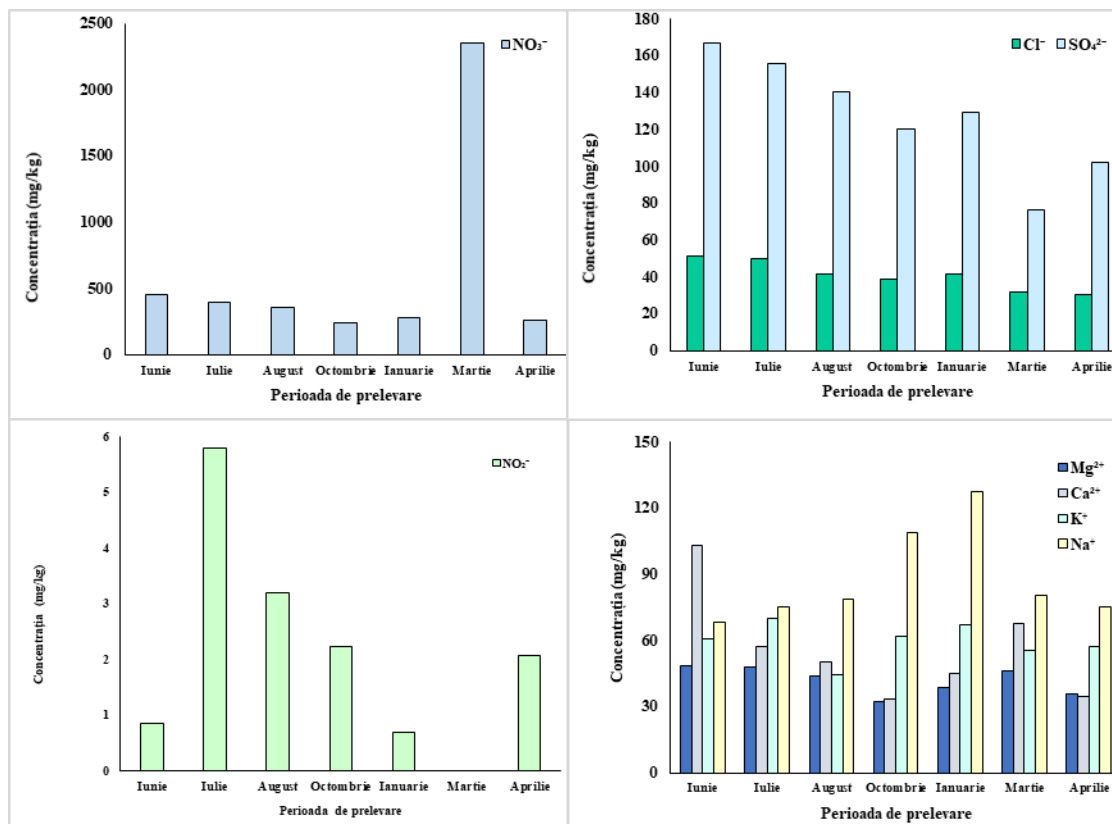 NO₃⁻
Concentrația (mg/kg)
2500
2000
1500
1000
500
0
Iunie Iulie August Octombrie Ianuarie Martie Aprilie
Perioada de prelevare
Cl⁻ SO₄²⁻
Concentrația (mg/kg)
180
160
140
120
100
80
60
40
20
0
Iunie Iulie August Octombrie Ianuarie Martie Aprilie
Perioada de prelevare
NO₂⁻
Concentrația (mg/kg)
6
5
4
3
2
1
0
Iunie Iulie August Octombrie Ianuarie Martie Aprilie
Perioada de prelevare
Mg²⁺
Ca²⁺
K⁺
Na⁺
Concentrația (mg/kg)
150
120
90
60
30
0
Iunie Iulie August Octombrie Ianuarie Martie Aprilie
Perioada de prelevare